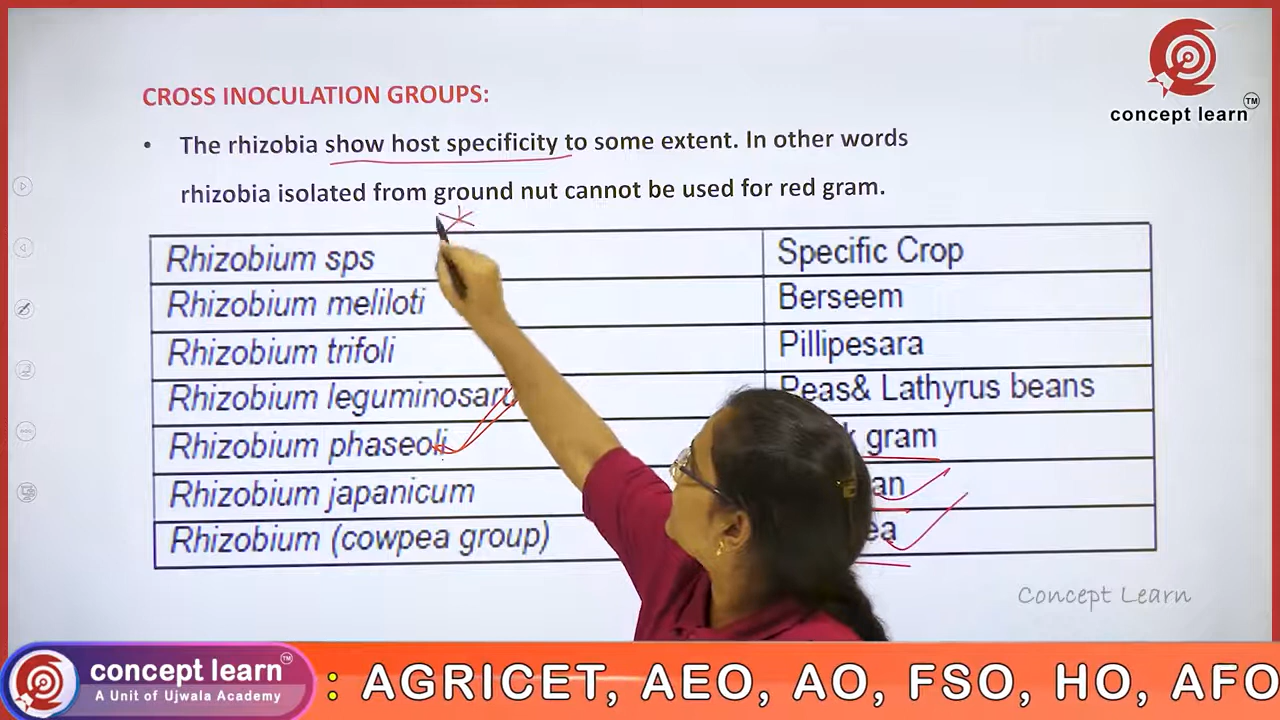 concept learn TM
CROSS INOCULATION GROUPS:
• The rhizobia show host specificity to some extent. In other words
rhizobia isolated from ground nut cannot be used for red gram.
Rhizobium sps Specific Crop
Rhizobium meliloti Berseem
Rhizobium trifoli Pillipesara
Rhizobium Peas& Lathyrus beans
Rhizobium phaseoli gram
Rhizobium japanicum
Rhizobium (cowpea group)
Concept Learn
concept learn TM
A Unit of Ujwala Academy
: AGRICET, AEO, AO, FSO, HO, AFO